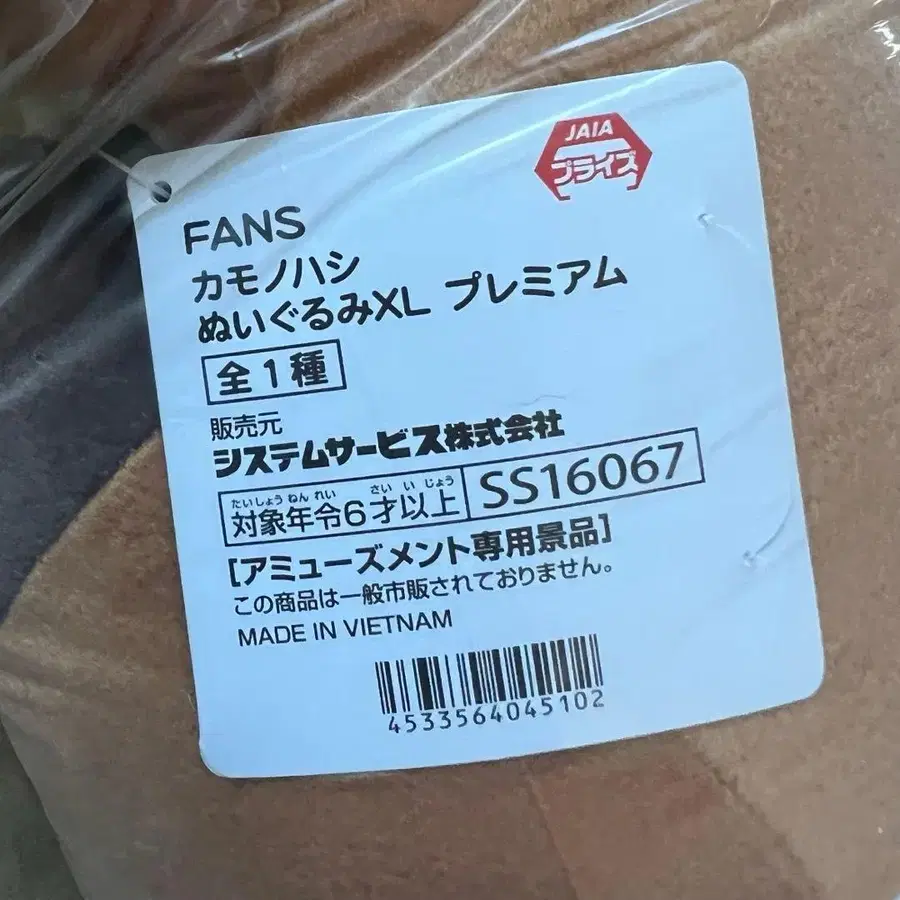 JAIA
プライズ
FANS
カモノハシ
ぬいぐるみXL プレミアム
全1種
販売元
システムサービス株式会社
たいしょうねんれい さい いじょう
対象年令6才以上 SS16067
[アミューズメント専用景品]
この商品は一般市販されておりません。
MADE IN VIETNAM
4533564045102